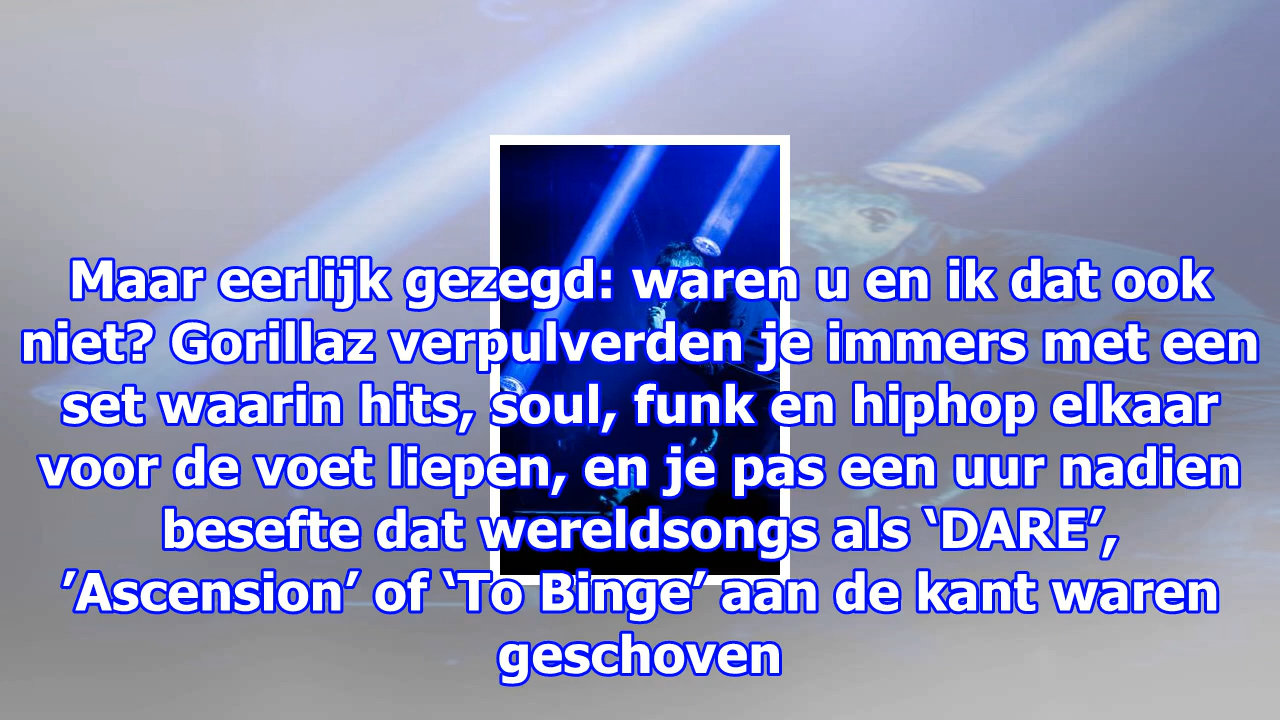 Maar eerlijk gezegd: waren u en ik dat ook
niet? Gorillaz verpulverden je immers met een
set waarin hits, soul, funk en hiphop elkaar
voor de voet liepen, en je pas een uur nadien
besefte dat wereldsongs als ‘DARE’,
’Ascension’ of ‘To Binge’ aan de kant waren
geschoven